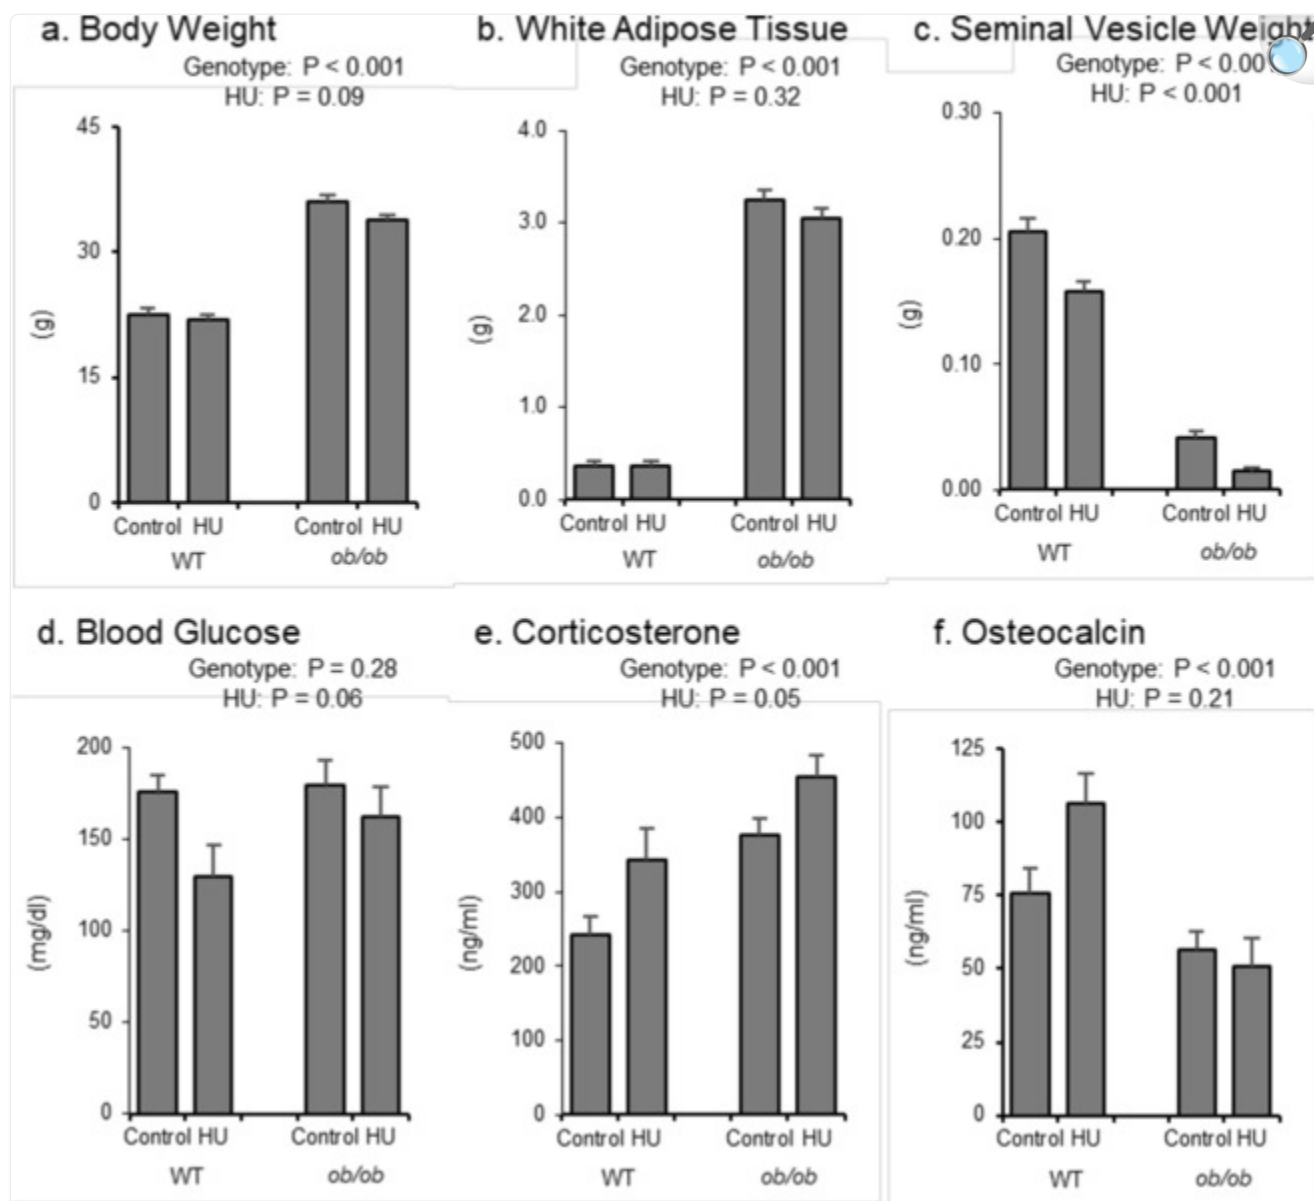 a. Body Weight
Genotype: P < 0.001
HU: P = 0.09
45
30
15
0
(g)
Control HU
Control HU
WT
ob/ob
b. White Adipose Tissue
Genotype: P < 0.001
HU: P = 0.32
4.0
3.0
2.0
1.0
0.0
(g)
Control HU
Control HU
WT
ob/ob
c. Seminal Vesicle Weight
Genotype: P < 0.00
HU: P < 0.001
0.30
0.20
0.10
0.00
(g)
Control HU
Control HU
WT
ob/ob
d. Blood Glucose
Genotype: P = 0.28
HU: P = 0.06
200
150
100
50
0
(mg/dl)
Control HU
Control HU
WT
ob/ob
e. Corticosterone
Genotype: P < 0.001
HU: P = 0.05
500
400
300
200
100
0
(ng/ml)
Control HU
Control HU
WT
ob/ob
f. Osteocalcin
Genotype: P < 0.001
HU: P = 0.21
125
100
75
50
25
0
(ng/ml)
Control HU
Control HU
WT
ob/ob